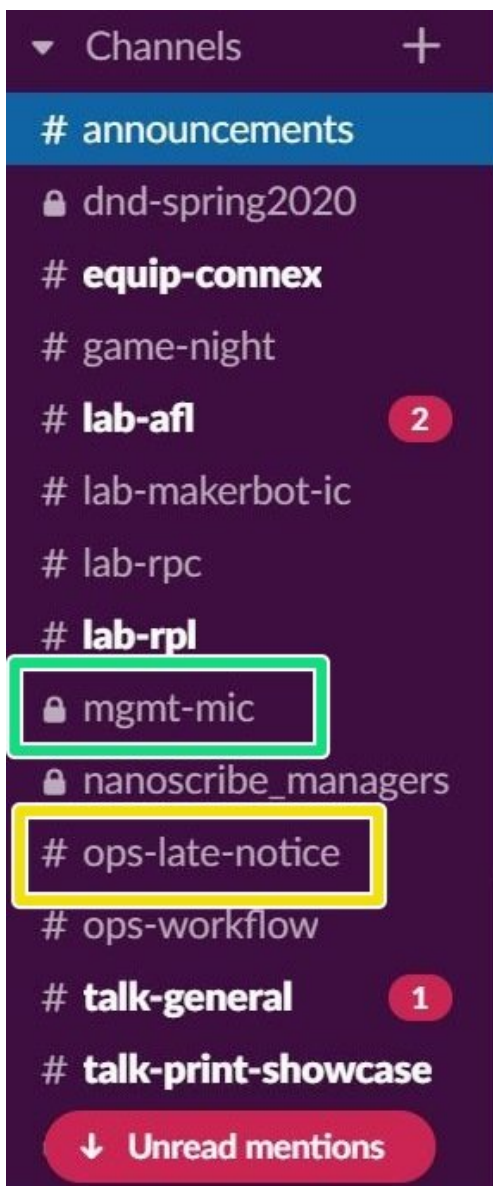 Channels +
# announcements
dnd-spring2020
# equip-connex
# game-night
# lab-afl 2
# lab-makerbot-ic
# lab-rpc
# lab-rpl
mgmt-mic
nanoscribe_managers
# ops-late-notice
# ops-workflow
# talk-general 1
# talk-print-showcase
↓ Unread mentions